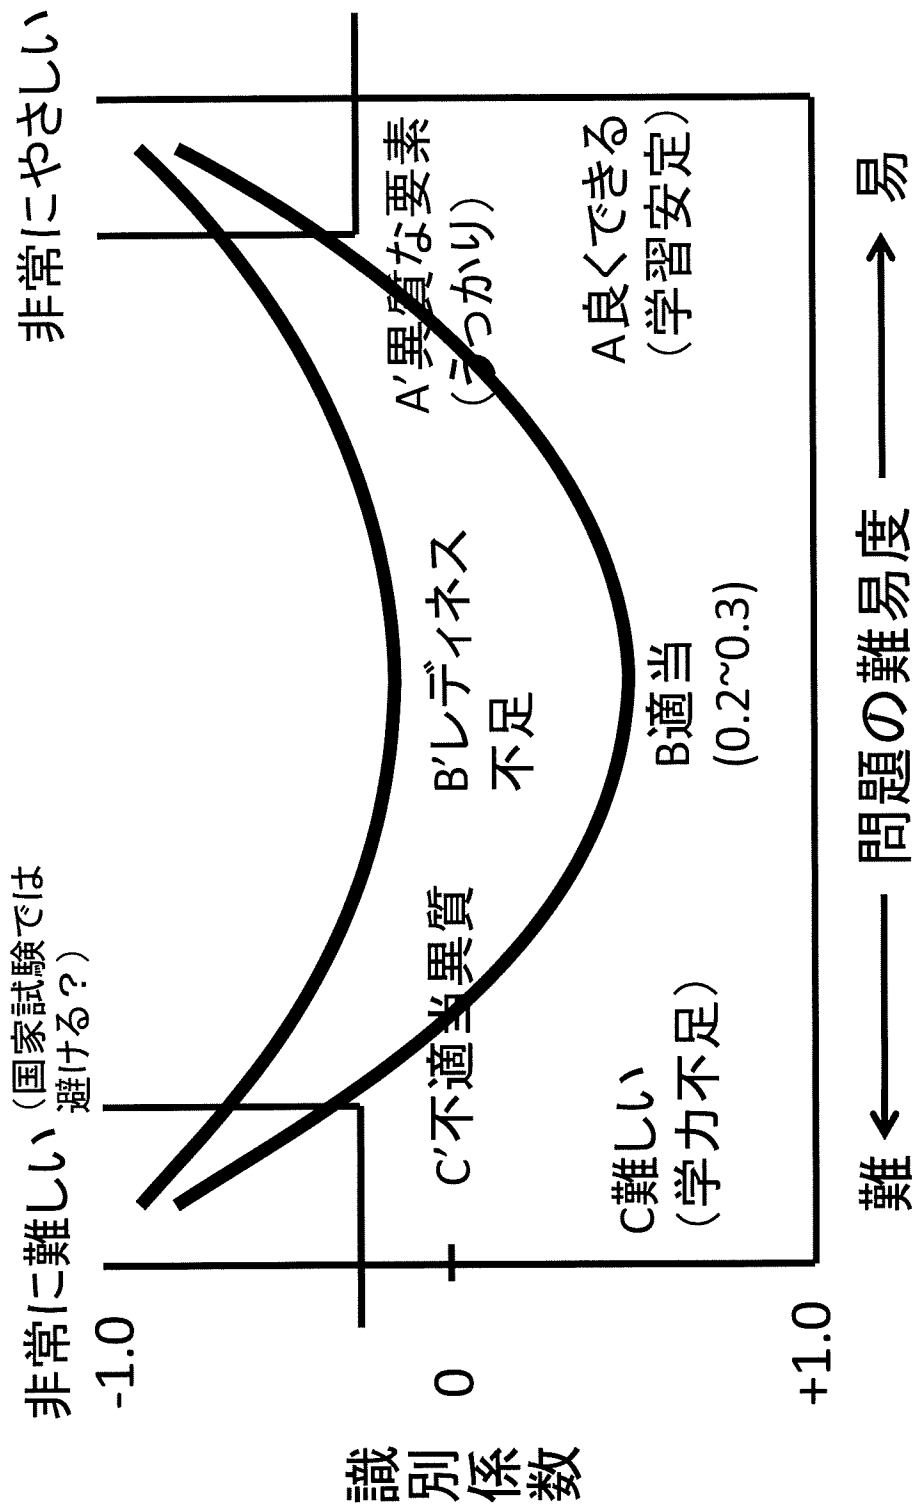 非常に難しい
（国家試験では
避ける？）
非常にやさしい
-1.0
0
+1.0
識別係数
C’不適当異質
B’レディネス
不足
A’異質な要素
（うっかり）
C難しい
（学力不足）
B適当
(0.2~0.3)
A良くできる
（学習安定）
難
問題の難易度
易